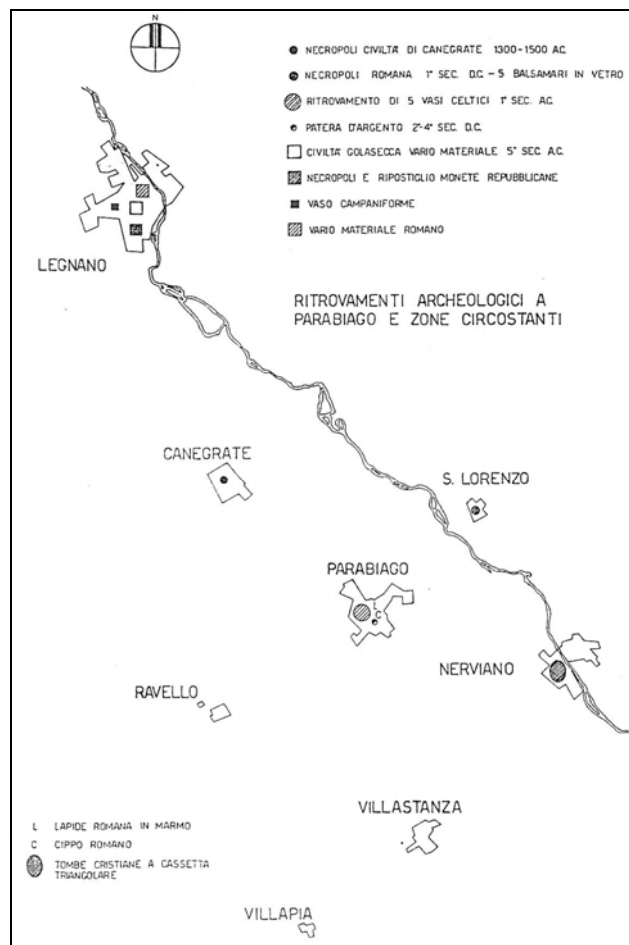 N
NECROPOLI CIVILTÀ DI CANEGRATE 1300-1500 A.C.
NECROPOLI ROMANA 1° SEC. D.C. - 5 BALSAMARI IN VETRO
RITROVAMENTO DI 5 VASI CELTICI 1° SEC. A.C.
PATERA D'ARGENTO 2°-4° SEC. D.C.
CIVILTÀ GOLASECCA VARIO MATERIALE 5° SEC. A.C.
NECROPOLI E RIPOSTIGLIO MONETE REPUBBLICANE
VASO CAMPANIFORME
VARIO MATERIALE ROMANO
LEGNANO
RITROVAMENTI ARCHEOLOGICI A
PARABIAGO E ZONE CIRCOSTANTI
CANEGRATE
S. LORENZO
PARABIAGO
L
C
NERVIANO
RAVELLO
VILLASTANZA
L LAPIDE ROMANA IN MARMO
C CIPPO ROMANO
TOMBE CRISTIANE A CASSETTA
TRIANGOLARE
VILLAPIA